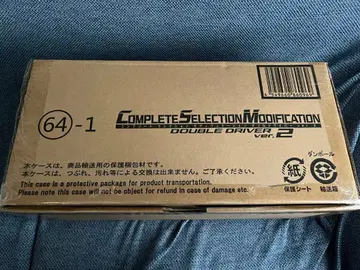 64-1
COMPLETE SELECTION MODIFICATION
DOUBLE DRIVER
ver.2
本ケースは、商品輸送用の保護梱包材です。
本ケースは、つぶれ、汚れ等による交換は出来ません。ご了承ください。
This case is a protective package for product transportation.
Please note this case will not be object for refund in case of damage etc.
紙
保護シート
ダンボール
輸送箱